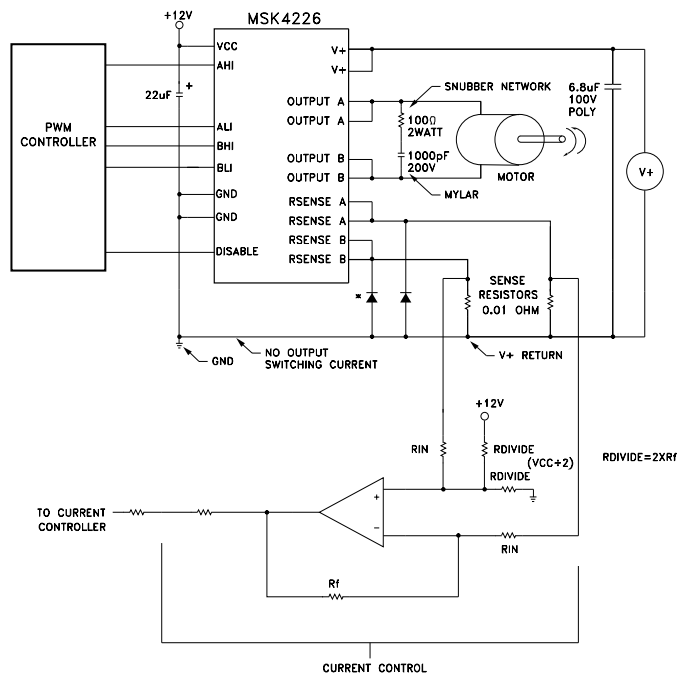 MSK4226
+12V
VCC
AHI
22uF
+
ALI
BHI
BLI
GND
GND
DISABLE
PWM
CONTROLLER
V+
V+
OUTPUT A
OUTPUT A
OUTPUT B
OUTPUT B
RSENSE A
RSENSE A
RSENSE B
RSENSE B
SNUBBER NETWORK
100Ω
2WATT
1000pF
200V
MYLAR
MOTOR
6.8uF
100V
POLY
V+
*
SENSE
RESISTORS
0.01 OHM
GND
NO OUTPUT
SWITCHING CURRENT
V+ RETURN
+12V
RIN
RDIVIDE
(VCC÷2)
RDIVIDE
RDIVIDE=2XRf
+
−
RIN
TO CURRENT
CONTROLLER
Rf
CURRENT CONTROL